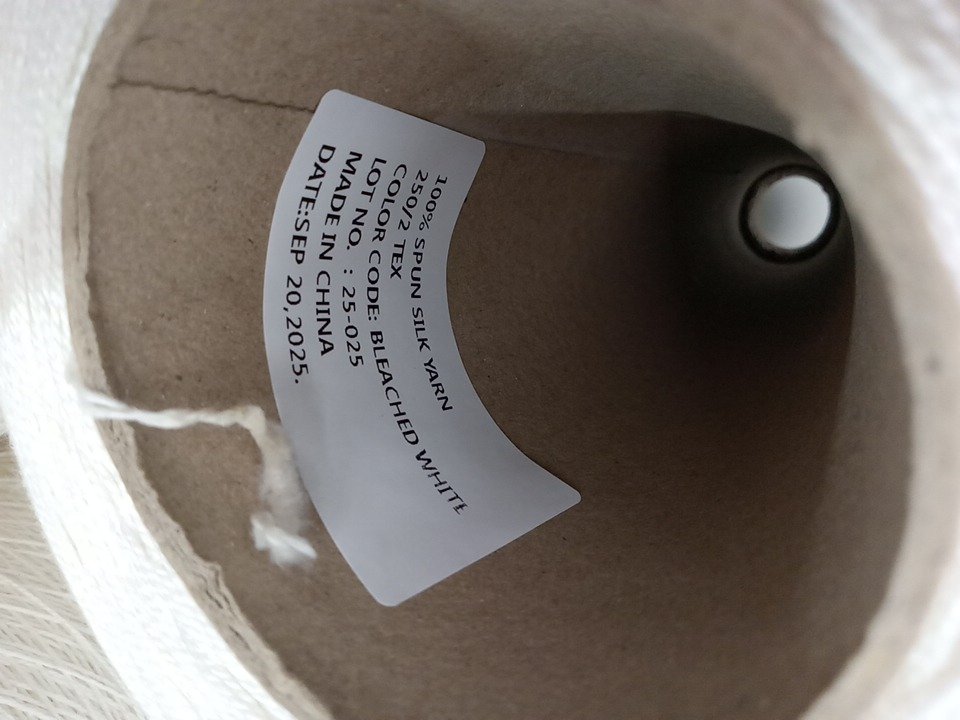 100% SPUN SILK YARN
250/2 TEX
COLOR CODE: BLEACHED WHITE
LOT NO. : 25-025
MADE IN CHINA
DATE:SEP 20,2025.